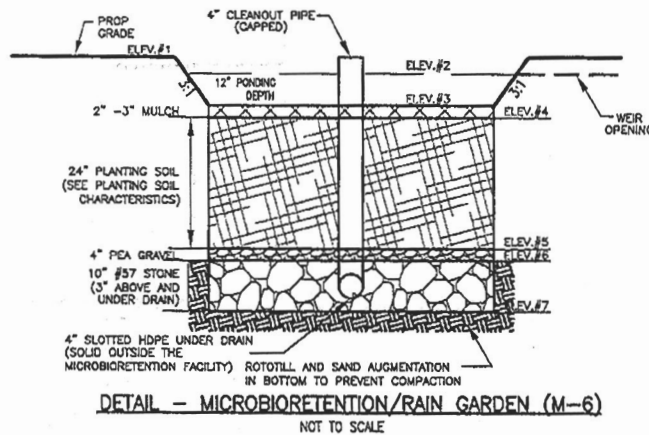 4" CLEANOUT PIPE
(CAPPED)
PROP
GRADE
ELEV.#1
ELEV.#2
12" PONDING
DEPTH
3:1
3:1
ELEV.#3
2" -3" MULCH
ELEV.#4
WEIR
OPENING
24" PLANTING SOIL
(SEE PLANTING SOIL
CHARACTERISTICS)
ELEV.#5
4" PEA GRAVEL
ELEV.#6
10" #57 STONE
(3" ABOVE AND
UNDER DRAIN)
ELEV.#7
4" SLOTTED HDPE UNDER DRAIN
(SOLID OUTSIDE THE
MICROBIORETENTION FACILITY)
ROTOTILL AND SAND AUGMENTATION
IN BOTTOM TO PREVENT COMPACTION
DETAIL - MICROBIORETENTION/RAIN GARDEN (M-6)
NOT TO SCALE